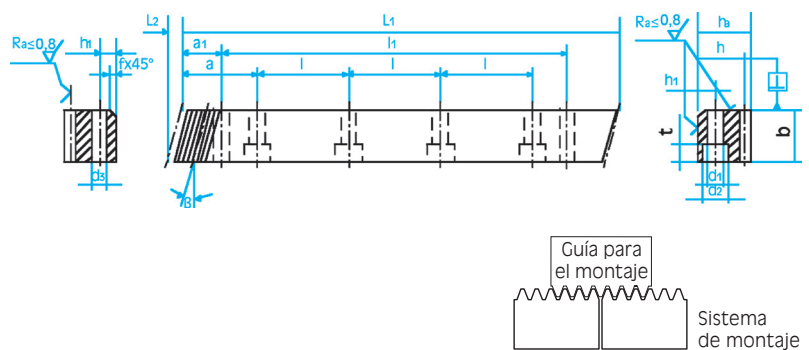 L2 L1
Ra≤0,8 h1 a1 l1 Ra≤0,8 ha
fx45° a l l l h
h1
t b
d3 d1
β d2
Guía para
el montaje
Sistema
de montaje